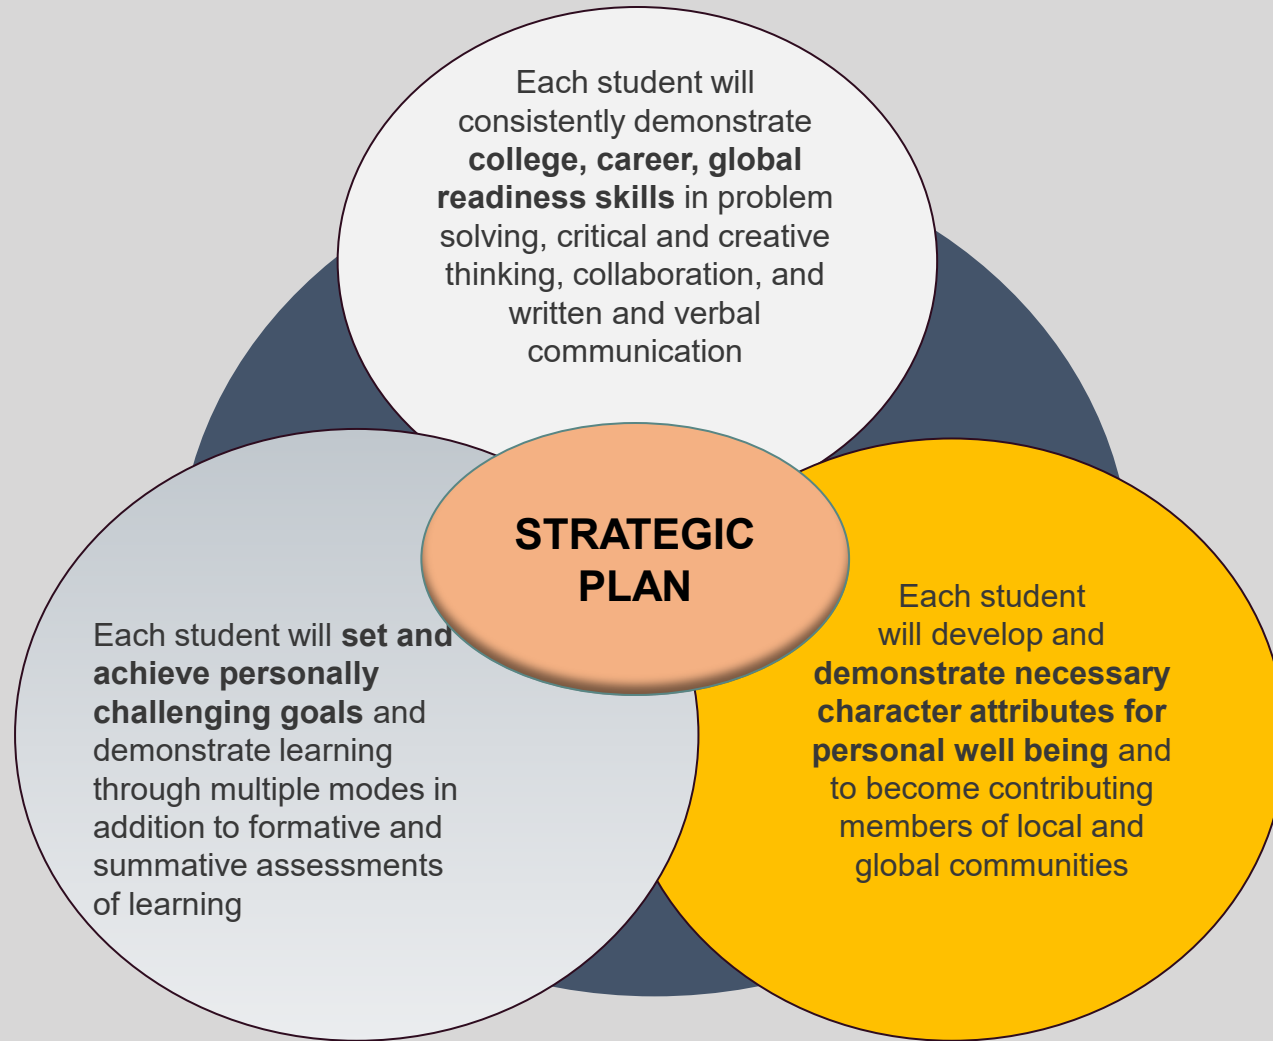 Each student will
consistently demonstrate
college, career, global
readiness skills in problem
solving, critical and creative
thinking, collaboration, and
written and verbal
communication
STRATEGIC
PLAN
Each student will set and
achieve personally
challenging goals and
demonstrate learning
through multiple modes in
addition to formative and
summative assessments
of learning
Each student
will develop and
demonstrate necessary
character attributes for
personal well being and
to become contributing
members of local and
global communities